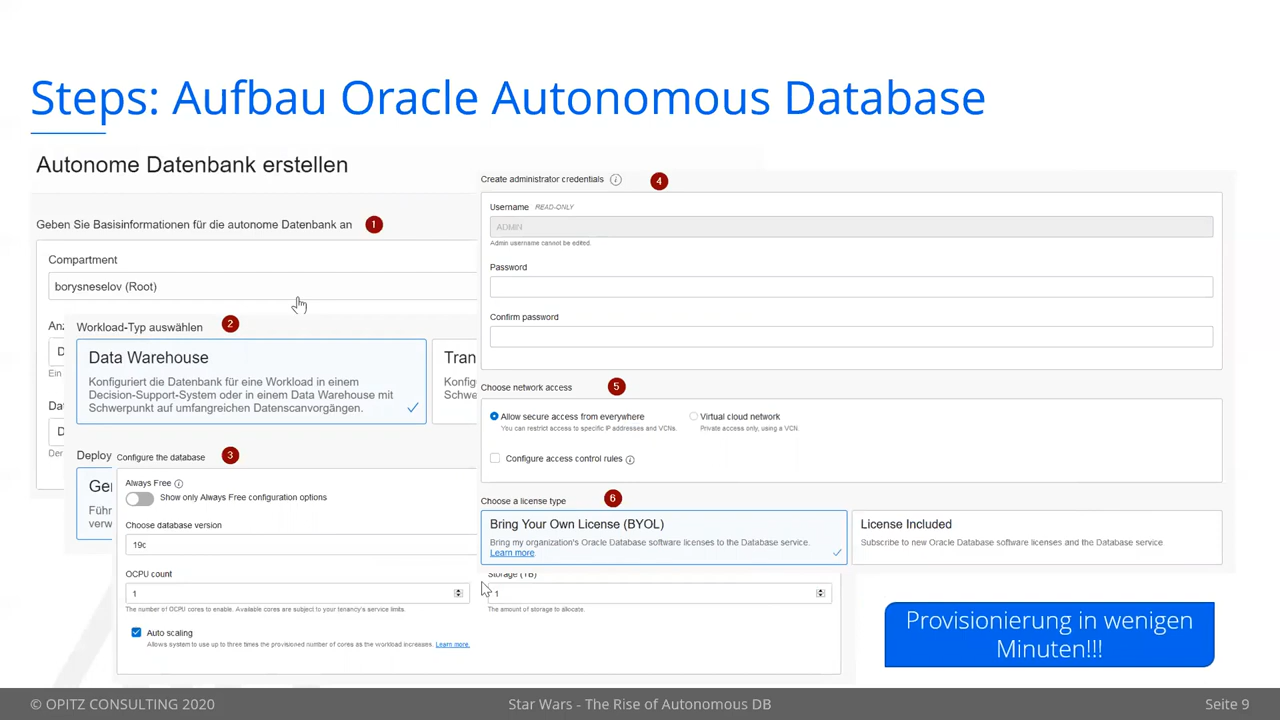 Steps: Aufbau Oracle Autonomous Database
Autonome Datenbank erstellen
Geben Sie Basisinformationen für die autonome Datenbank an
1
Compartment
borysneselov (Root)
Anz
D
Ein
Dat
D
Der
Workload-Typ auswählen
2
Data Warehouse
Konfiguriert die Datenbank für eine Workload in einem
Decision-Support-System oder in einem Data Warehouse mit
Schwerpunkt auf umfangreichen Datenscanvorgängen.
Tran
Konfig
Schwe
Deploy
Ger
Führ
verw
Configure the database
3
Always Free
Show only Always Free configuration options
Choose database version
19c
OCPU count
1
The number of OCPU cores to enable. Available cores are subject to your tenancy's service limits.
Storage (TB)
1
The amount of storage to allocate.
Auto scaling
Allows system to use up to three times the provisioned number of cores as the workload increases. Learn more.
Create administrator credentials
4
Username READ-ONLY
ADMIN
Admin username cannot be edited.
Password
Confirm password
Choose network access
5
Allow secure access from everywhere
You can restrict access to specific IP addresses and VCNs.
Virtual cloud network
Private access only, using a VCN
Configure access control rules
Choose a license type
6
Bring Your Own License (BYOL)
Bring my organization's Oracle Database software licenses to the Database service.
Learn more.
License Included
Subscribe to new Oracle Database software licenses and the Database service
Provisionierung in wenigen
Minuten!!!
© OPITZ CONSULTING 2020
Star Wars - The Rise of Autonomous DB
Seite 9